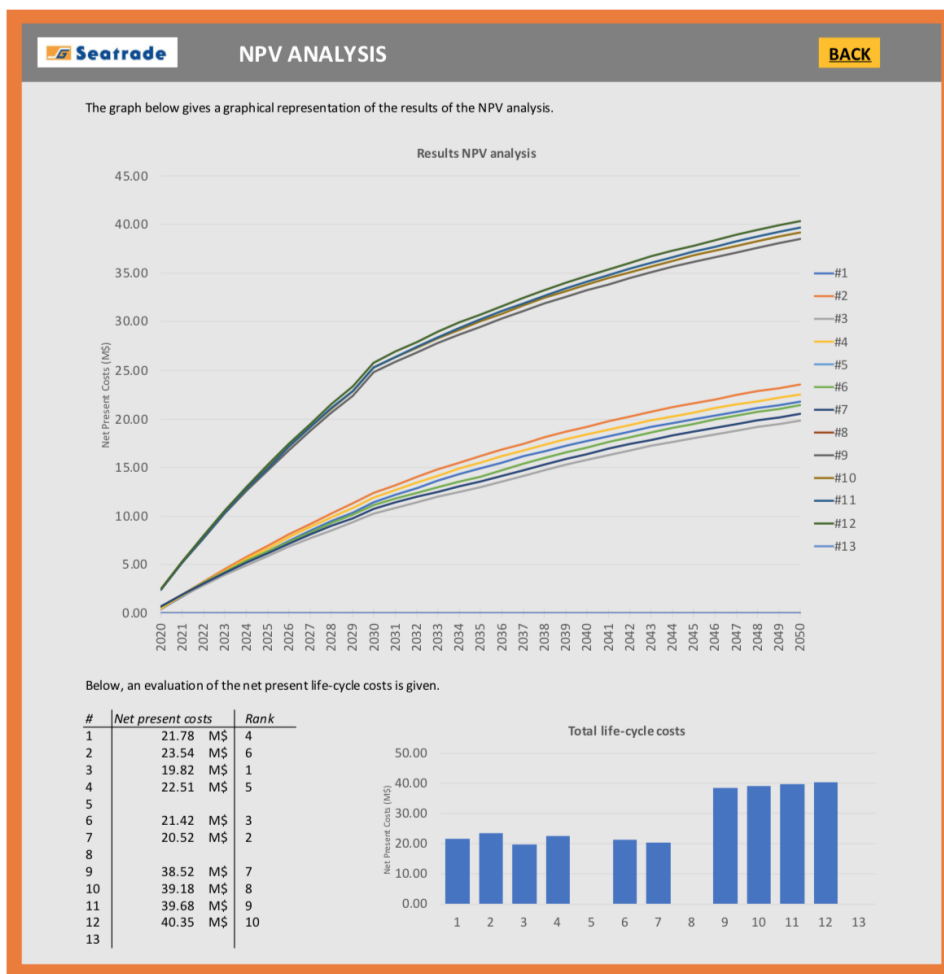 Seatrade
NPV ANALYSIS
BACK
The graph below gives a graphical representation of the results of the NPV analysis.
Results NPV analysis
45.00
40.00
35.00
30.00
25.00
20.00
15.00
10.00
5.00
0.00
Net Present Costs (M$)
2020 2021 2022 2023 2024 2025 2026 2027 2028 2029 2030 2031 2032 2033 2034 2035 2036 2037 2038 2039 2040 2041 2042 2043 2044 2045 2046 2047 2048 2049 2050
#1
#2
#3
#4
#5
#6
#7
#8
#9
#10
#11
#12
#13
Below, an evaluation of the net present life-cycle costs is given.
# Net present costs Rank
1 21.78 M$ 4
2 23.54 M$ 6
3 19.82 M$ 1
4 22.51 M$ 5
5
6 21.42 M$ 3
7 20.52 M$ 2
8
9 38.52 M$ 7
10 39.18 M$ 8
11 39.68 M$ 9
12 40.35 M$ 10
13
Total life-cycle costs
50.00
40.00
30.00
20.00
10.00
0.00
Net Present Costs (M$)
1 2 3 4 5 6 7 8 9 10 11 12 13